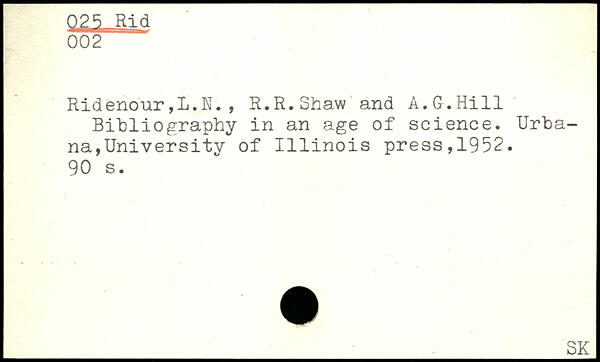 025 Rid
002
Ridenour,L.N., R.R.Shaw and A.G.Hill
Bibliography in an age of science. Urba-
na,University of Illinois press,1952.
90 s.
SK